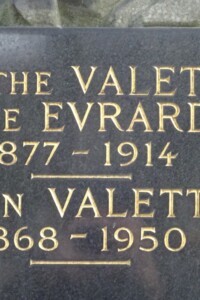 THE VALET
e EVRARD
877 - 1914
N VALETT
868 - 1950